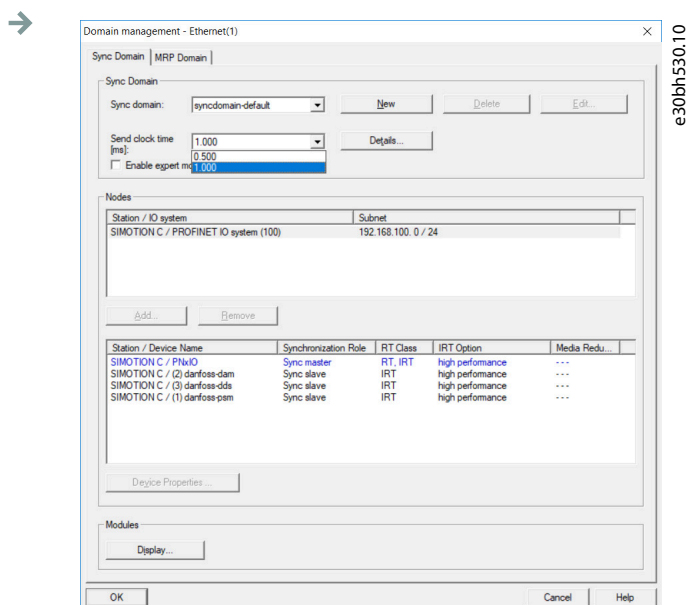 Domain management - Ethernet(1)
Sync Domain MRP Domain
Sync Domain
Sync domain: syncdomain-default New Delete Edit...
Send clock time [ms]: 1.000 Details...
0.500
Enable expert mo 1.000
Nodes
Station / IO system Subnet
SIMOTION C / PROFINET IO system (100) 192.168.100. 0 / 24
Add... Remove
Station / Device Name Synchronization Role RT Class IRT Option Media Redu...
SIMOTION C / PNxIO Sync master RT, IRT high performance ---
SIMOTION C / (2) danfoss-dam Sync slave IRT high performance ---
SIMOTION C / (3) danfoss-dds Sync slave IRT high performance ---
SIMOTION C / (1) danfoss-psm Sync slave IRT high performance ---
Device Properties ...
Modules
Display...
OK Cancel Help
e30bh530.10